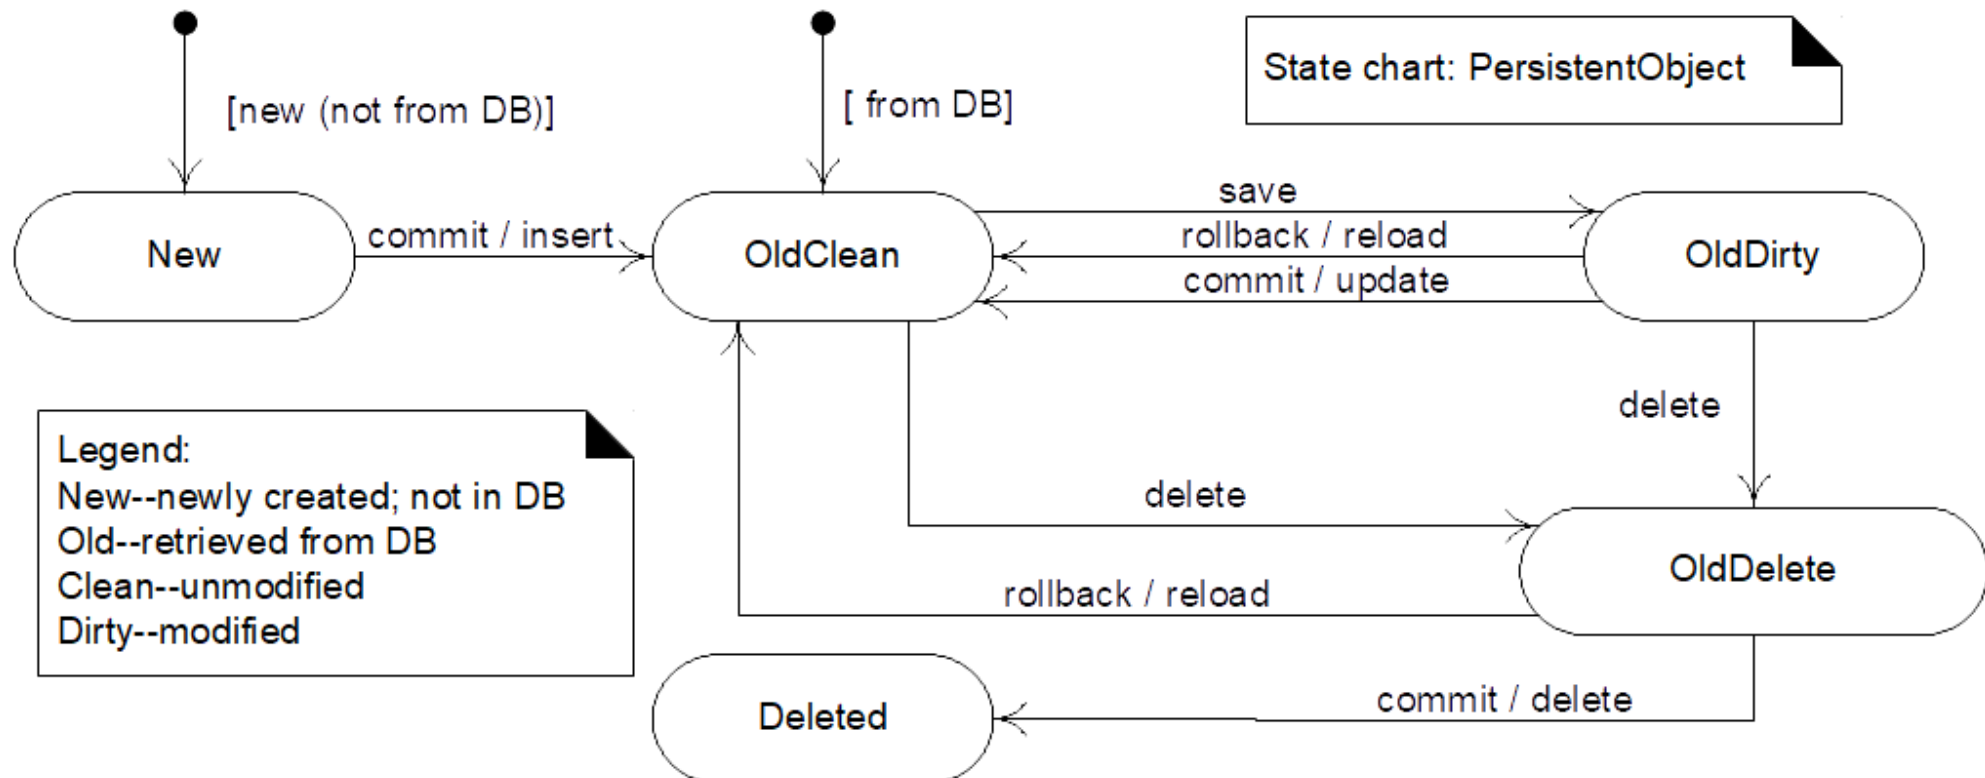 [new (not from DB)]
[ from DB]
State chart: PersistentObject
New
commit / insert
OldClean
save
rollback / reload
commit / update
OldDirty
delete
Legend:
New--newly created; not in DB
Old--retrieved from DB
Clean--unmodified
Dirty--modified
delete
OldDelete
rollback / reload
Deleted
commit / delete